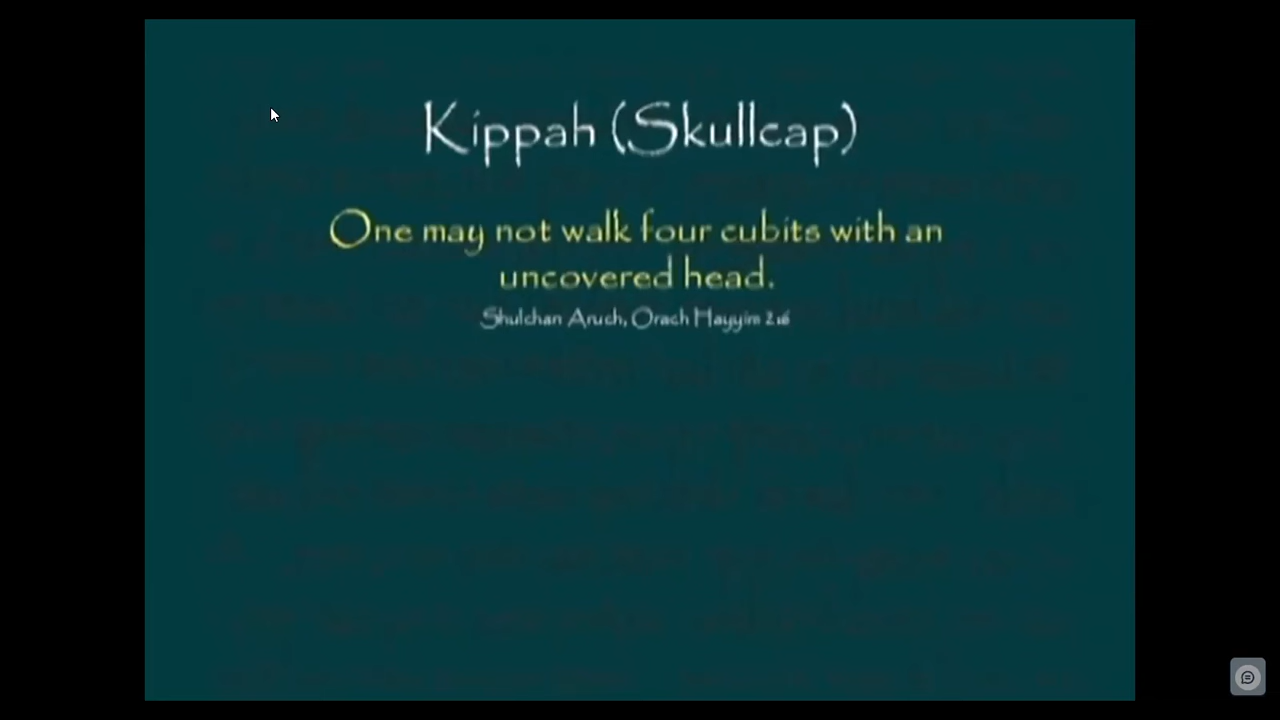 Kippah (Skullcap)
One may not walk four cubits with an
uncovered head.
Shulchan Aruch, Orach Hayyim 2:6